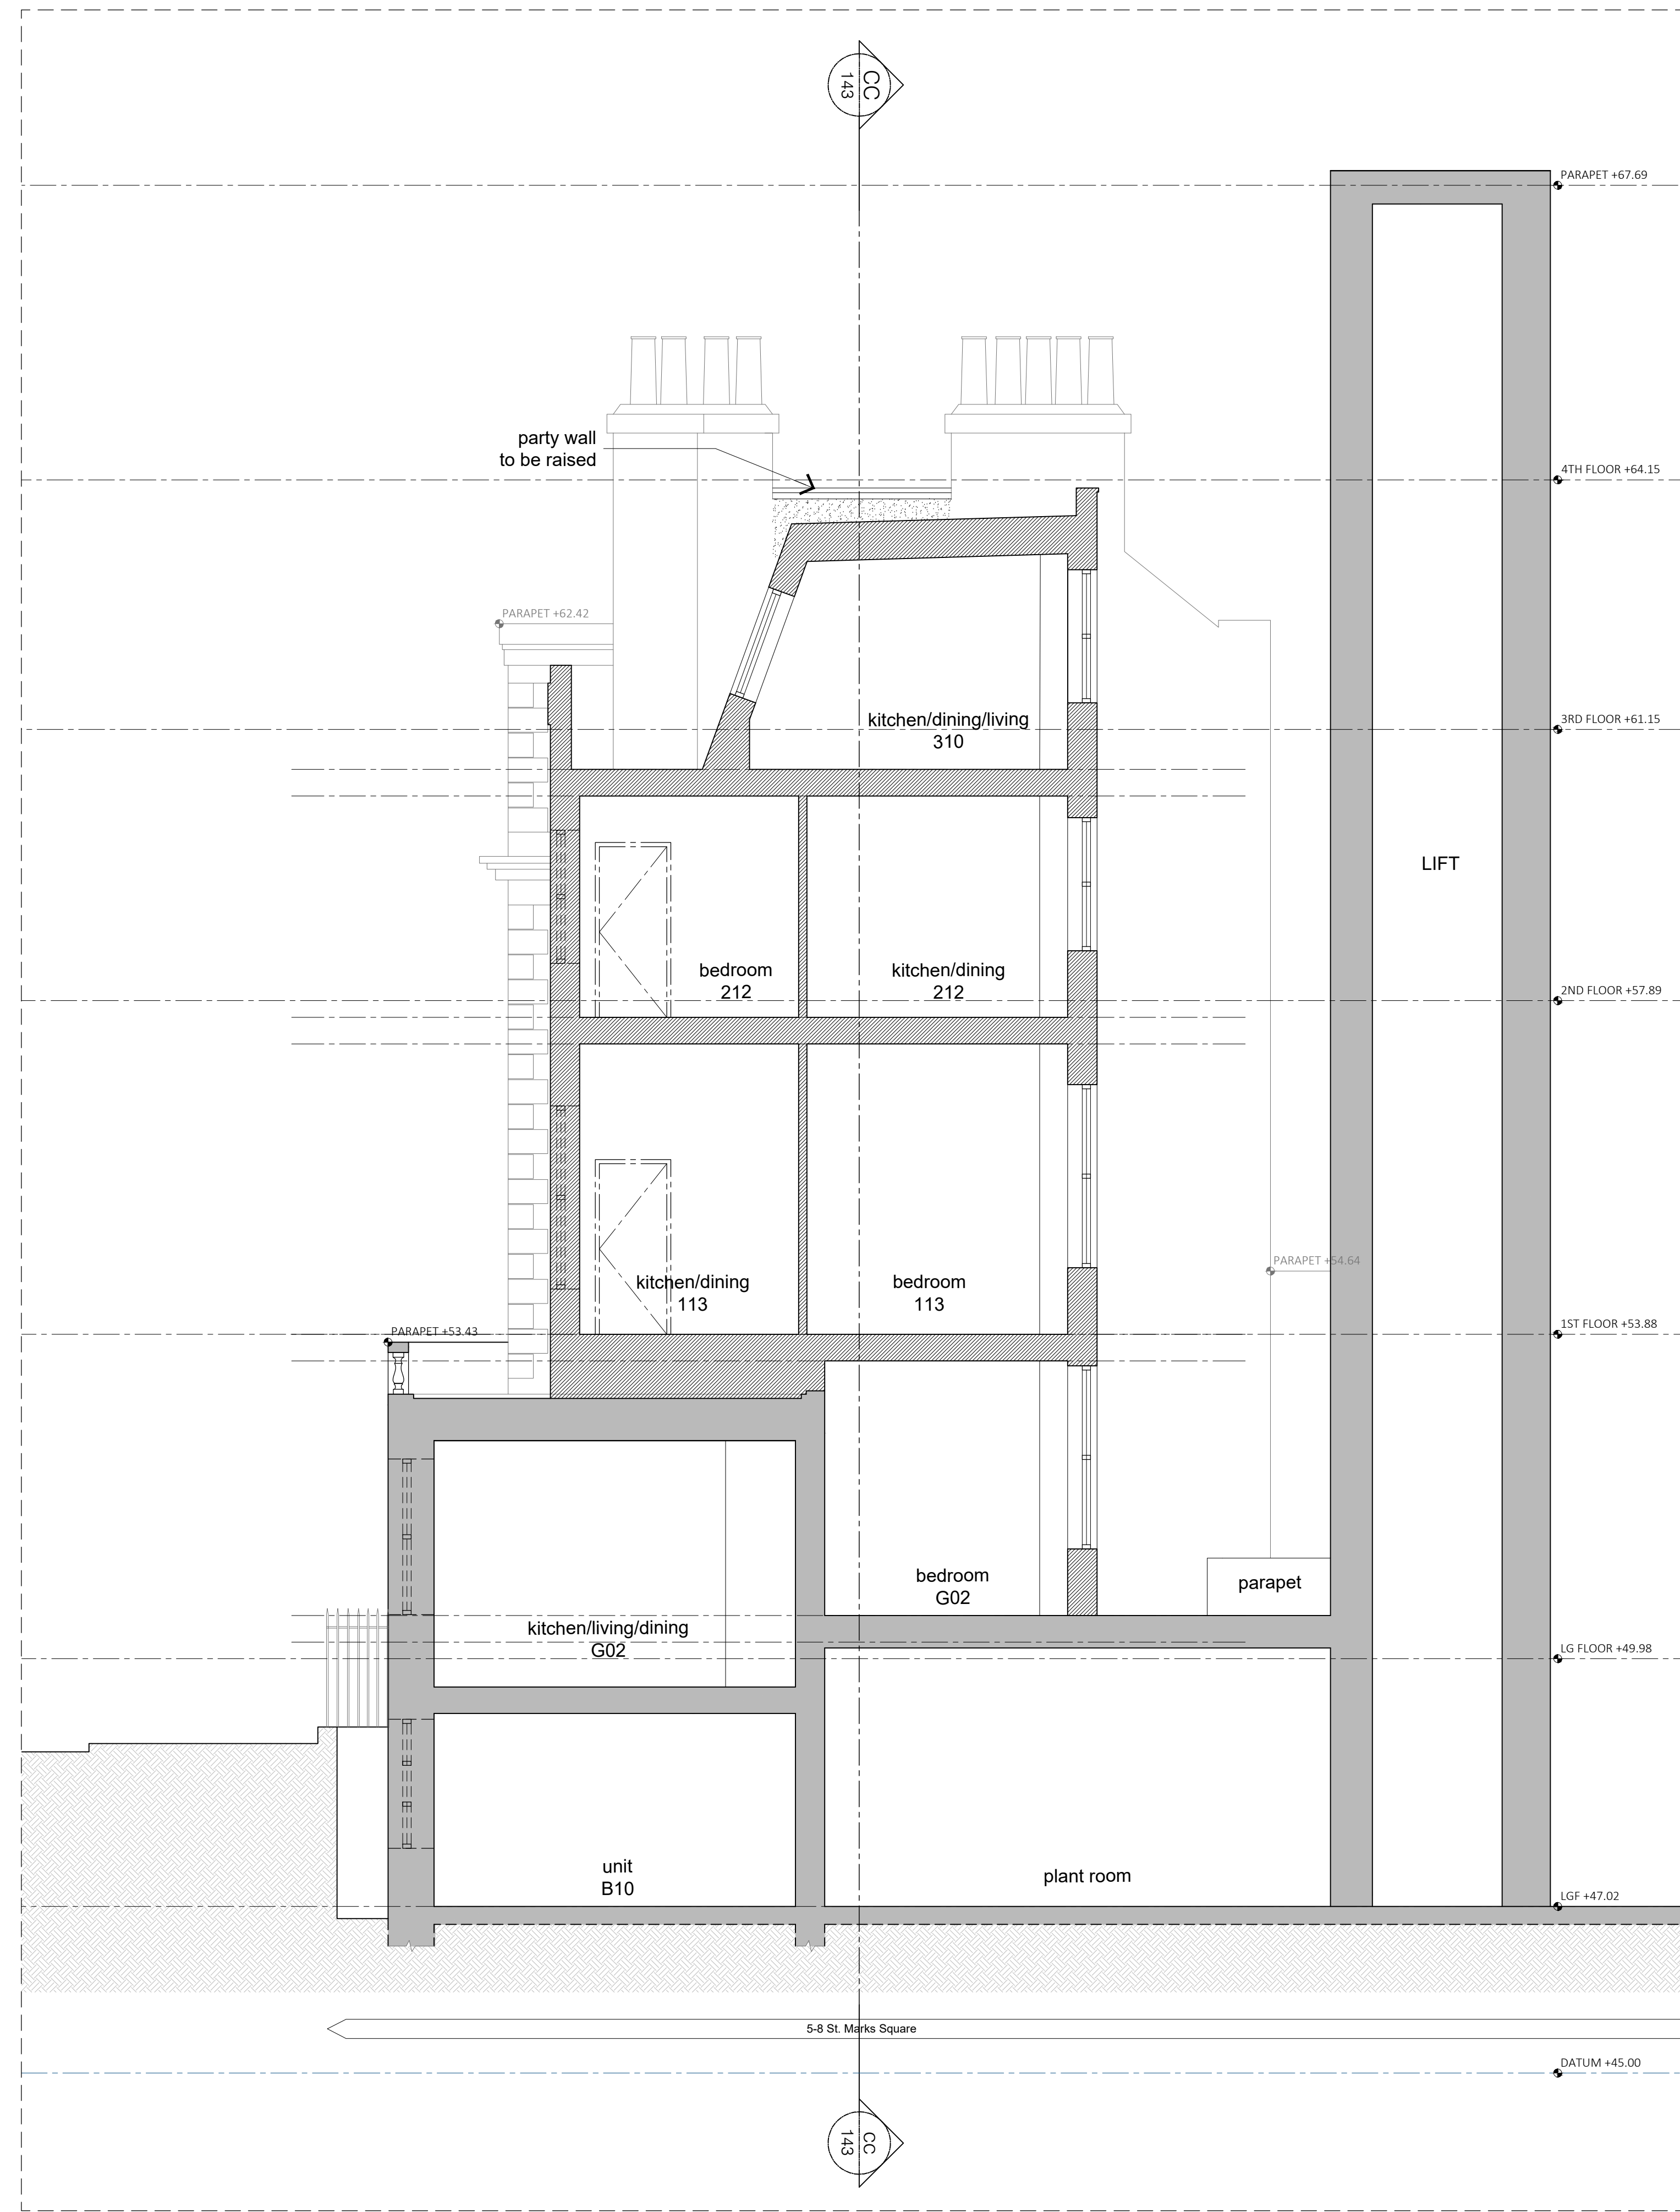 CC
143
PARAPET +67.69
party wall
to be raised
4TH FLOOR +64.15
PARAPET +62.42
kitchen/dining/living
310
3RD FLOOR +61.15
LIFT
bedroom
212
kitchen/dining
212
2ND FLOOR +57.89
PARAPET +54.64
kitchen/dining
113
bedroom
113
PARAPET +53.43
1ST FLOOR +53.88
bedroom
G02
parapet
kitchen/living/dining
G02
LG FLOOR +49.98
unit
B10
plant room
LGF +47.02
5-8 St. Marks Square
DATUM +45.00
CC
143